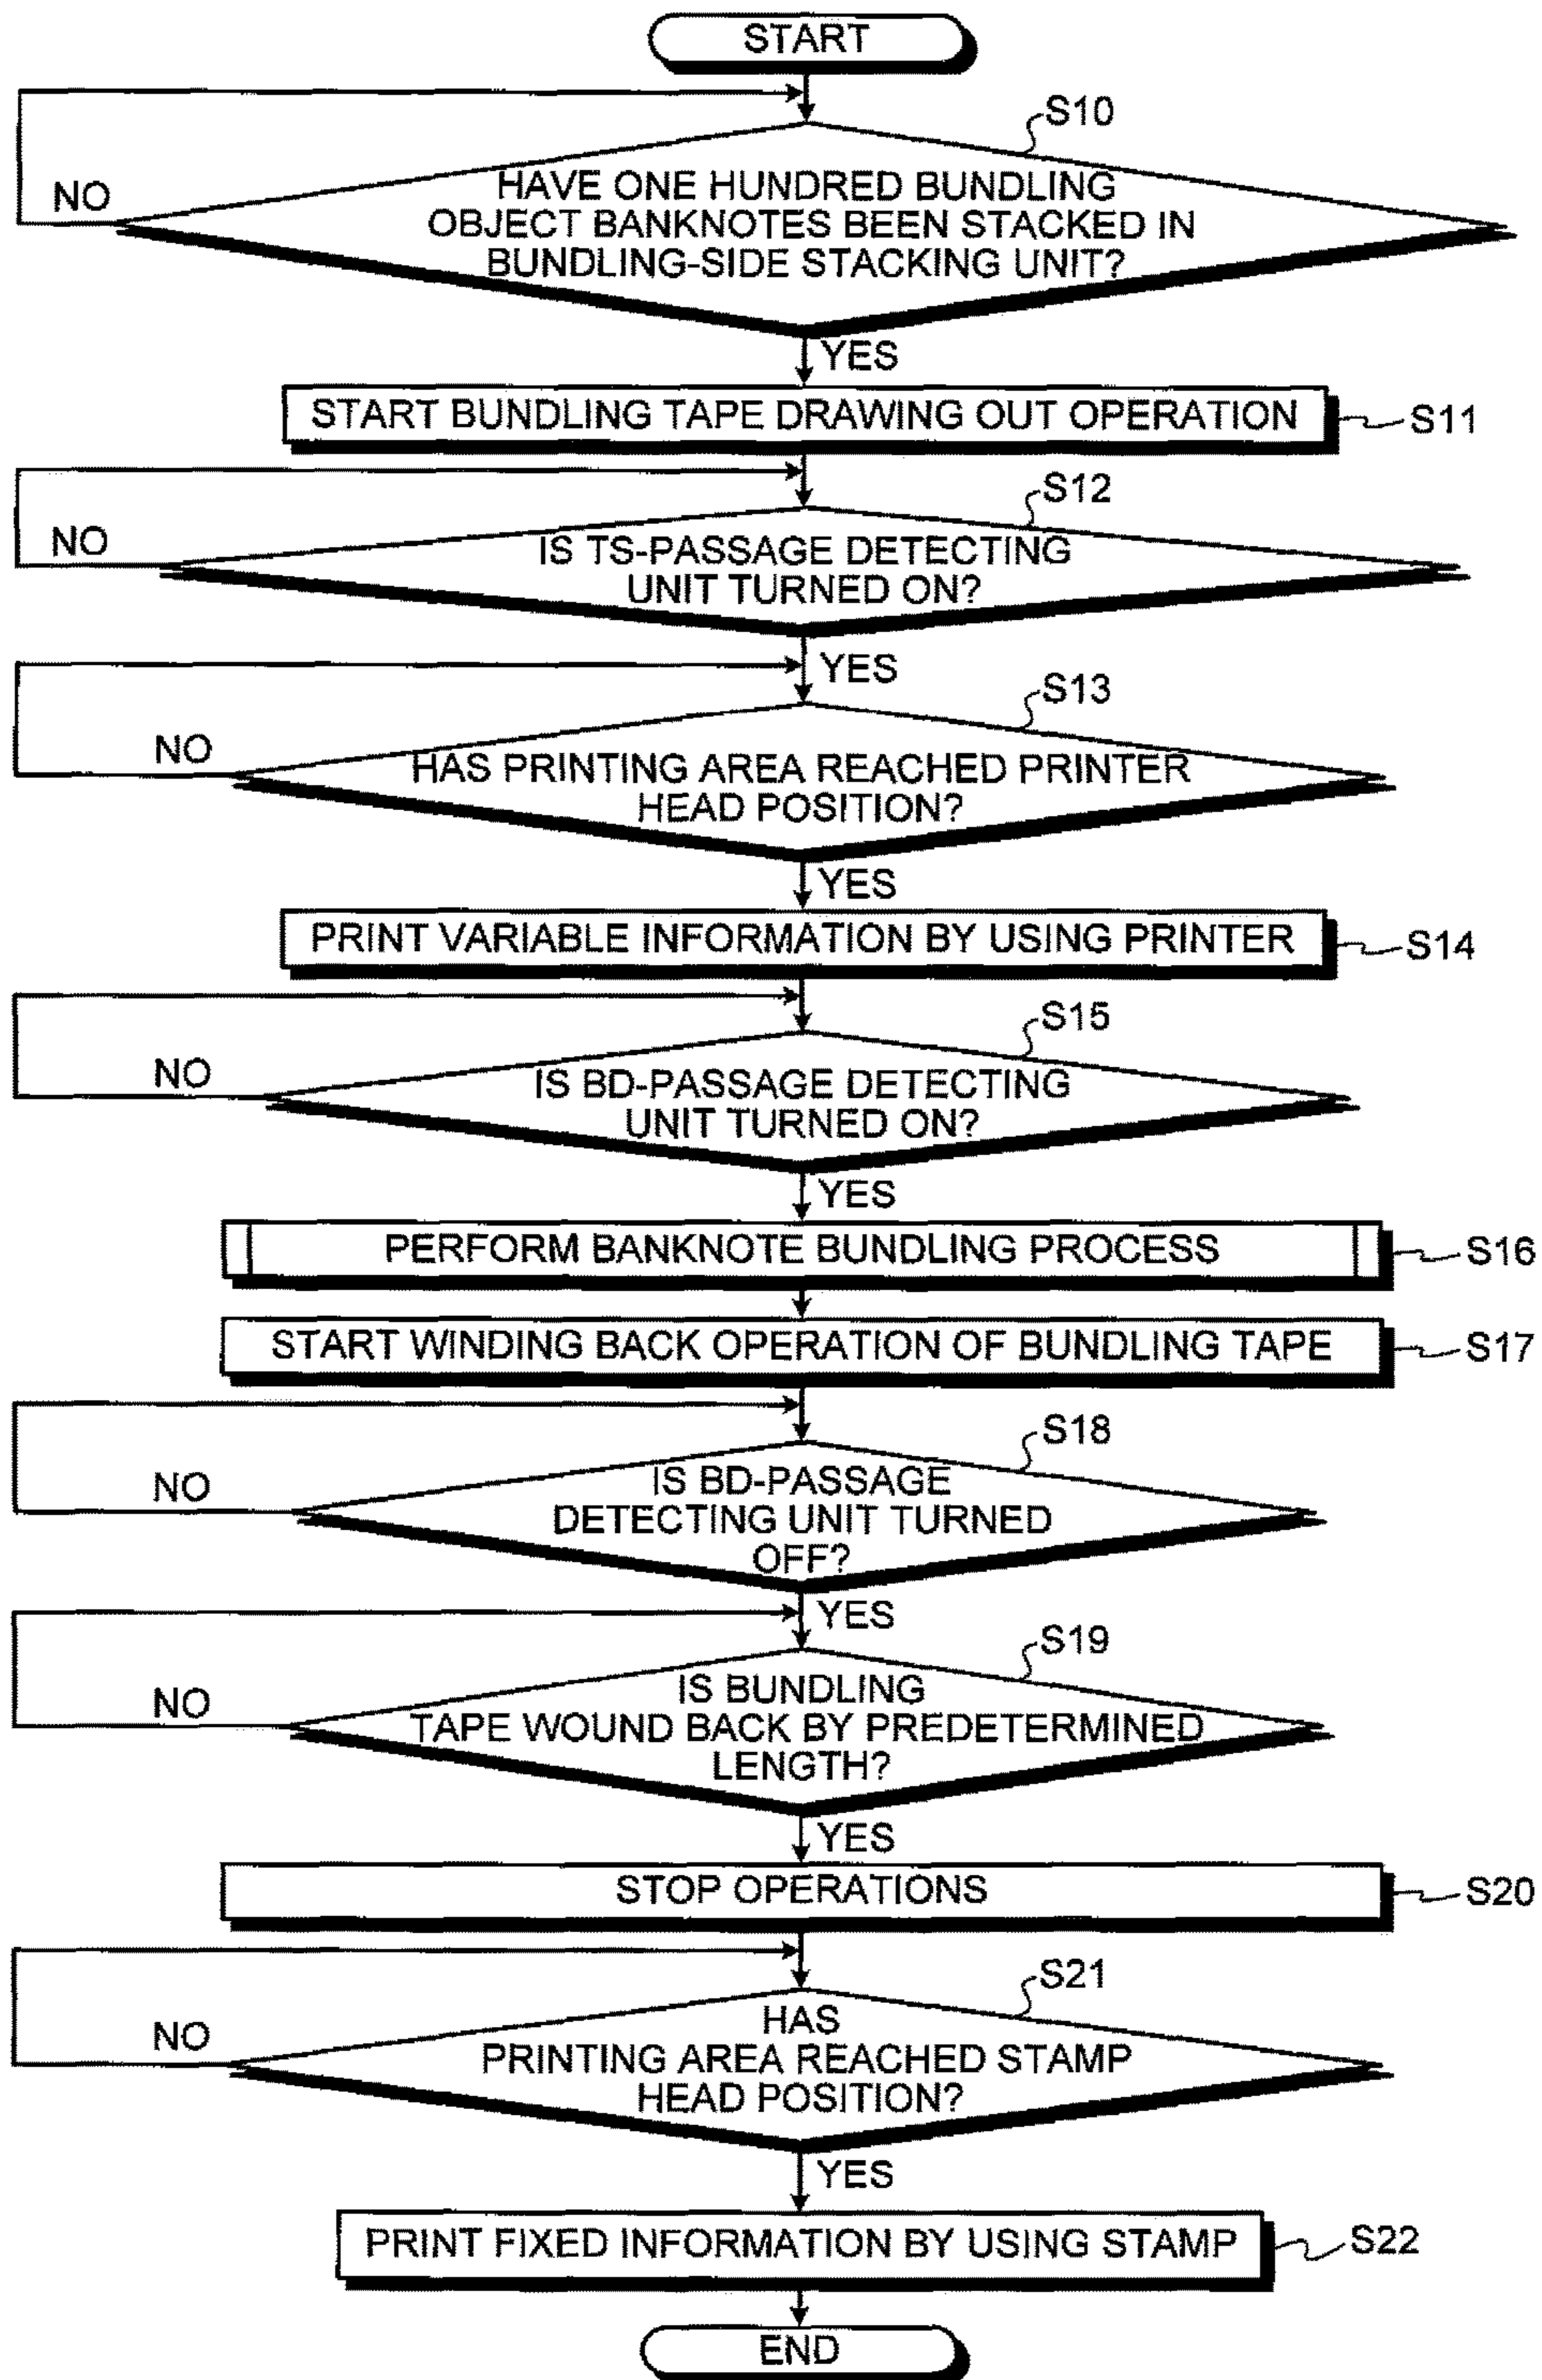 START
S10
NO
HAVE ONE HUNDRED BUNDLING
OBJECT BANKNOTES BEEN STACKED IN
BUNDLING-SIDE STACKING UNIT?
YES
START BUNDLING TAPE DRAWING OUT OPERATION
S11
S12
NO
IS TS-PASSAGE DETECTING
UNIT TURNED ON?
YES
S13
NO
HAS PRINTING AREA REACHED PRINTER
HEAD POSITION?
YES
PRINT VARIABLE INFORMATION BY USING PRINTER
S14
S15
NO
IS BD-PASSAGE DETECTING
UNIT TURNED ON?
YES
PERFORM BANKNOTE BUNDLING PROCESS
S16
START WINDING BACK OPERATION OF BUNDLING TAPE
S17
S18
NO
IS BD-PASSAGE
DETECTING UNIT TURNED
OFF?
YES
S19
NO
IS BUNDLING
TAPE WOUND BACK BY PREDETERMINED
LENGTH?
YES
STOP OPERATIONS
S20
S21
NO
HAS
PRINTING AREA REACHED STAMP
HEAD POSITION?
YES
PRINT FIXED INFORMATION BY USING STAMP
S22
END